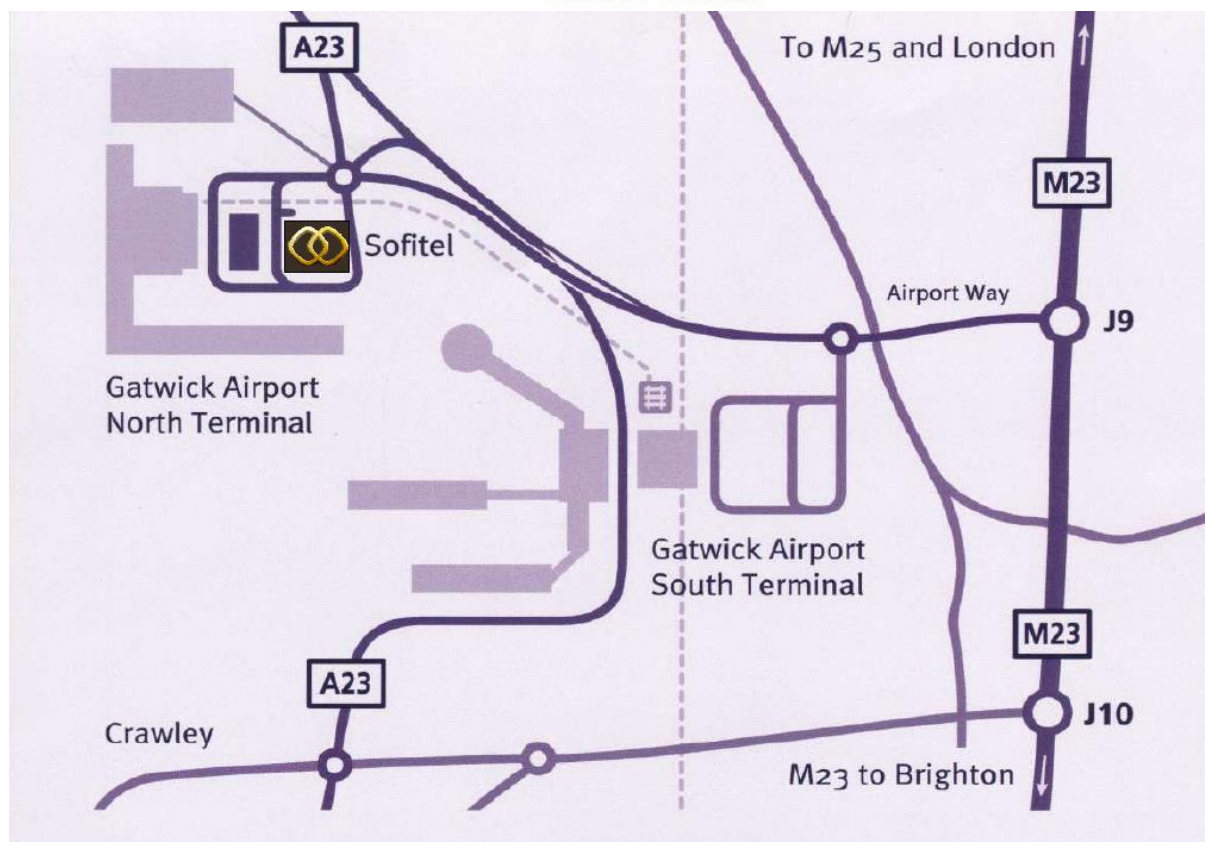 A23
To M25 and London
M23
Sofitel
Airport Way
J9
Gatwick Airport
North Terminal
Gatwick Airport
South Terminal
M23
A23
J10
Crawley
M23 to Brighton